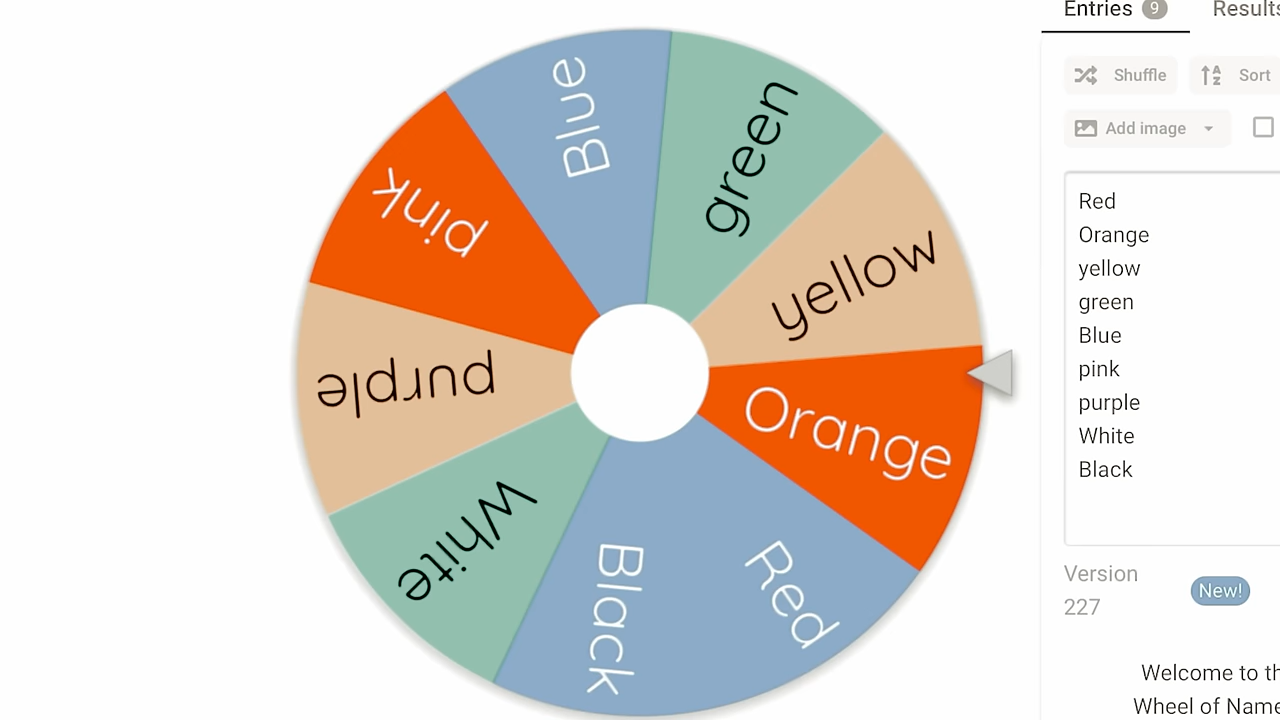 Entries 9 Results
Shuffle Sort
Add image
Red
Orange
yellow
green
Blue
pink
purple
White
Black
Version
227
New!
Welcome to th
Wheel of Name
Blue
green
yellow
Orange
Red
Black
White
purple
pink